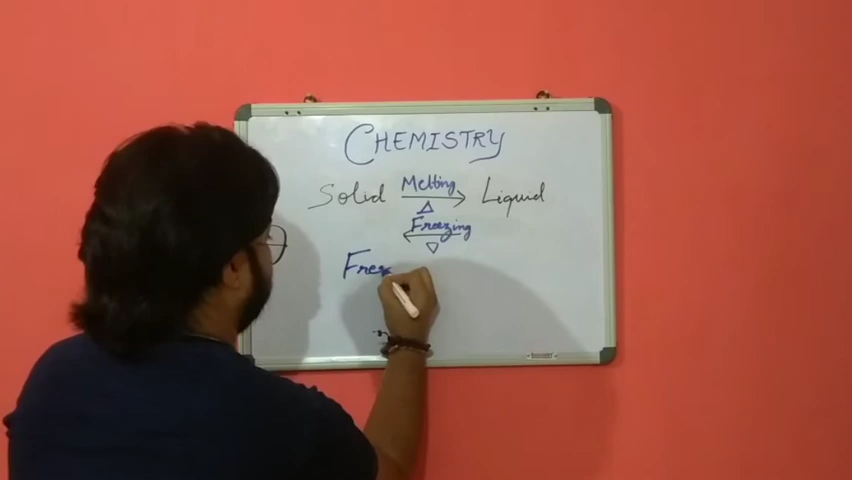 CHEMISTRY
Solid Melting Liquid
Δ
Freezing
∇
Free